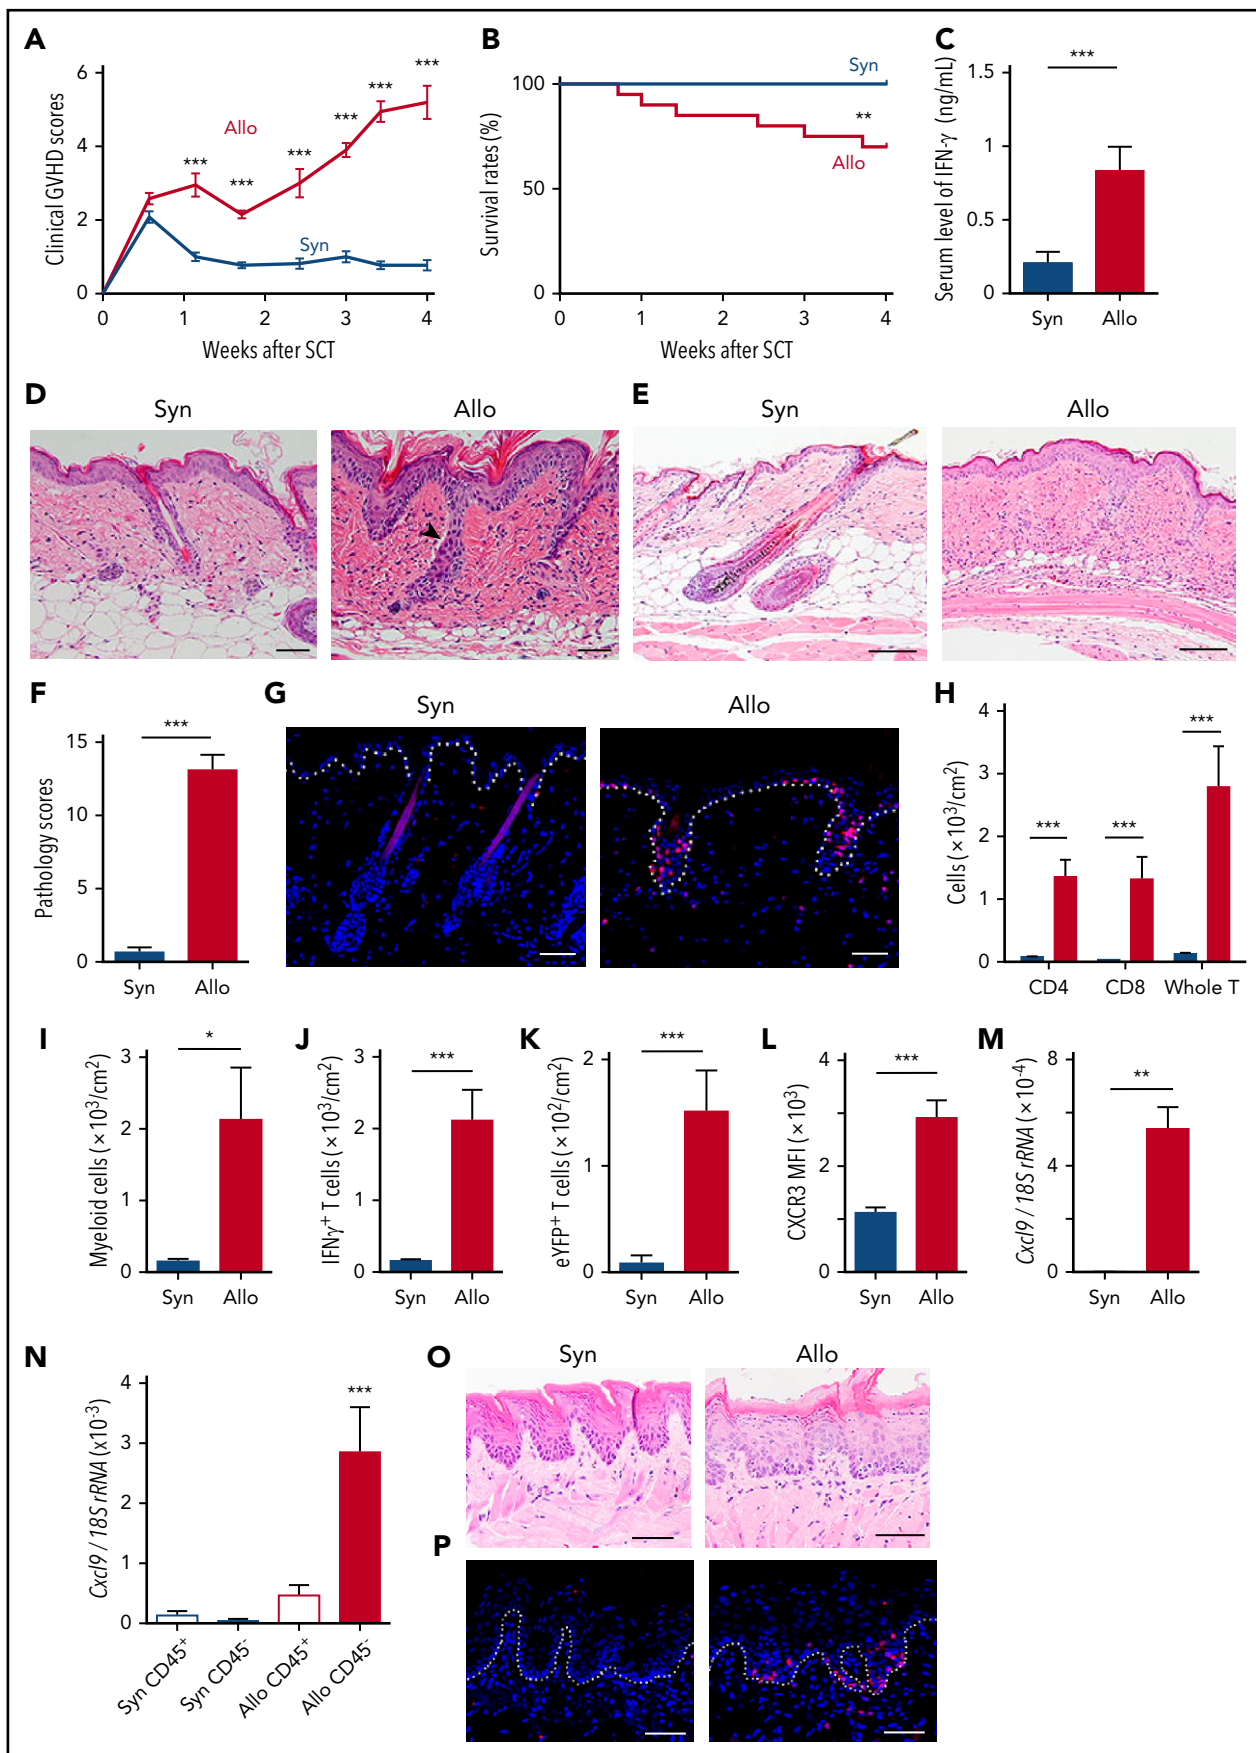 A
Clinical GVHD scores
6
4
2
0
***
***
***
***
***
***
Allo
Syn
0 1 2 3 4
Weeks after SCT
B
Survival rates (%)
100
50
0
Syn
**
Allo
0 1 2 3 4
Weeks after SCT
C
Serum level of IFN-γ (ng/mL)
1.5
1
0.5
0
***
Syn Allo
D
Syn Allo
E
Syn Allo
F
Pathology scores
15
10
5
0
***
Syn Allo
G
Syn Allo
H
Cells (×10³/cm²)
4
3
2
1
0
***
***
***
CD4 CD8 Whole T
I
Myeloid cells (×10³/cm²)
3
2
1
0
*
Syn Allo
J
IFNγ⁺ T cells (×10³/cm²)
3
2
1
0
***
Syn Allo
K
eYFP⁺ T cells (×10²/cm²)
2
1
0
***
Syn Allo
L
CXCR3 MFI (×10³)
4
2
0
***
Syn Allo
M
Cxcl9 / 18S rRNA (×10⁻⁴)
8
6
4
2
0
**
Syn Allo
N
Cxcl9 / 18S rRNA (x10⁻³)
4
3
2
1
0
***
Syn CD45⁺
Syn CD45⁻
Allo CD45⁺
Allo CD45⁻
O
Syn Allo
P